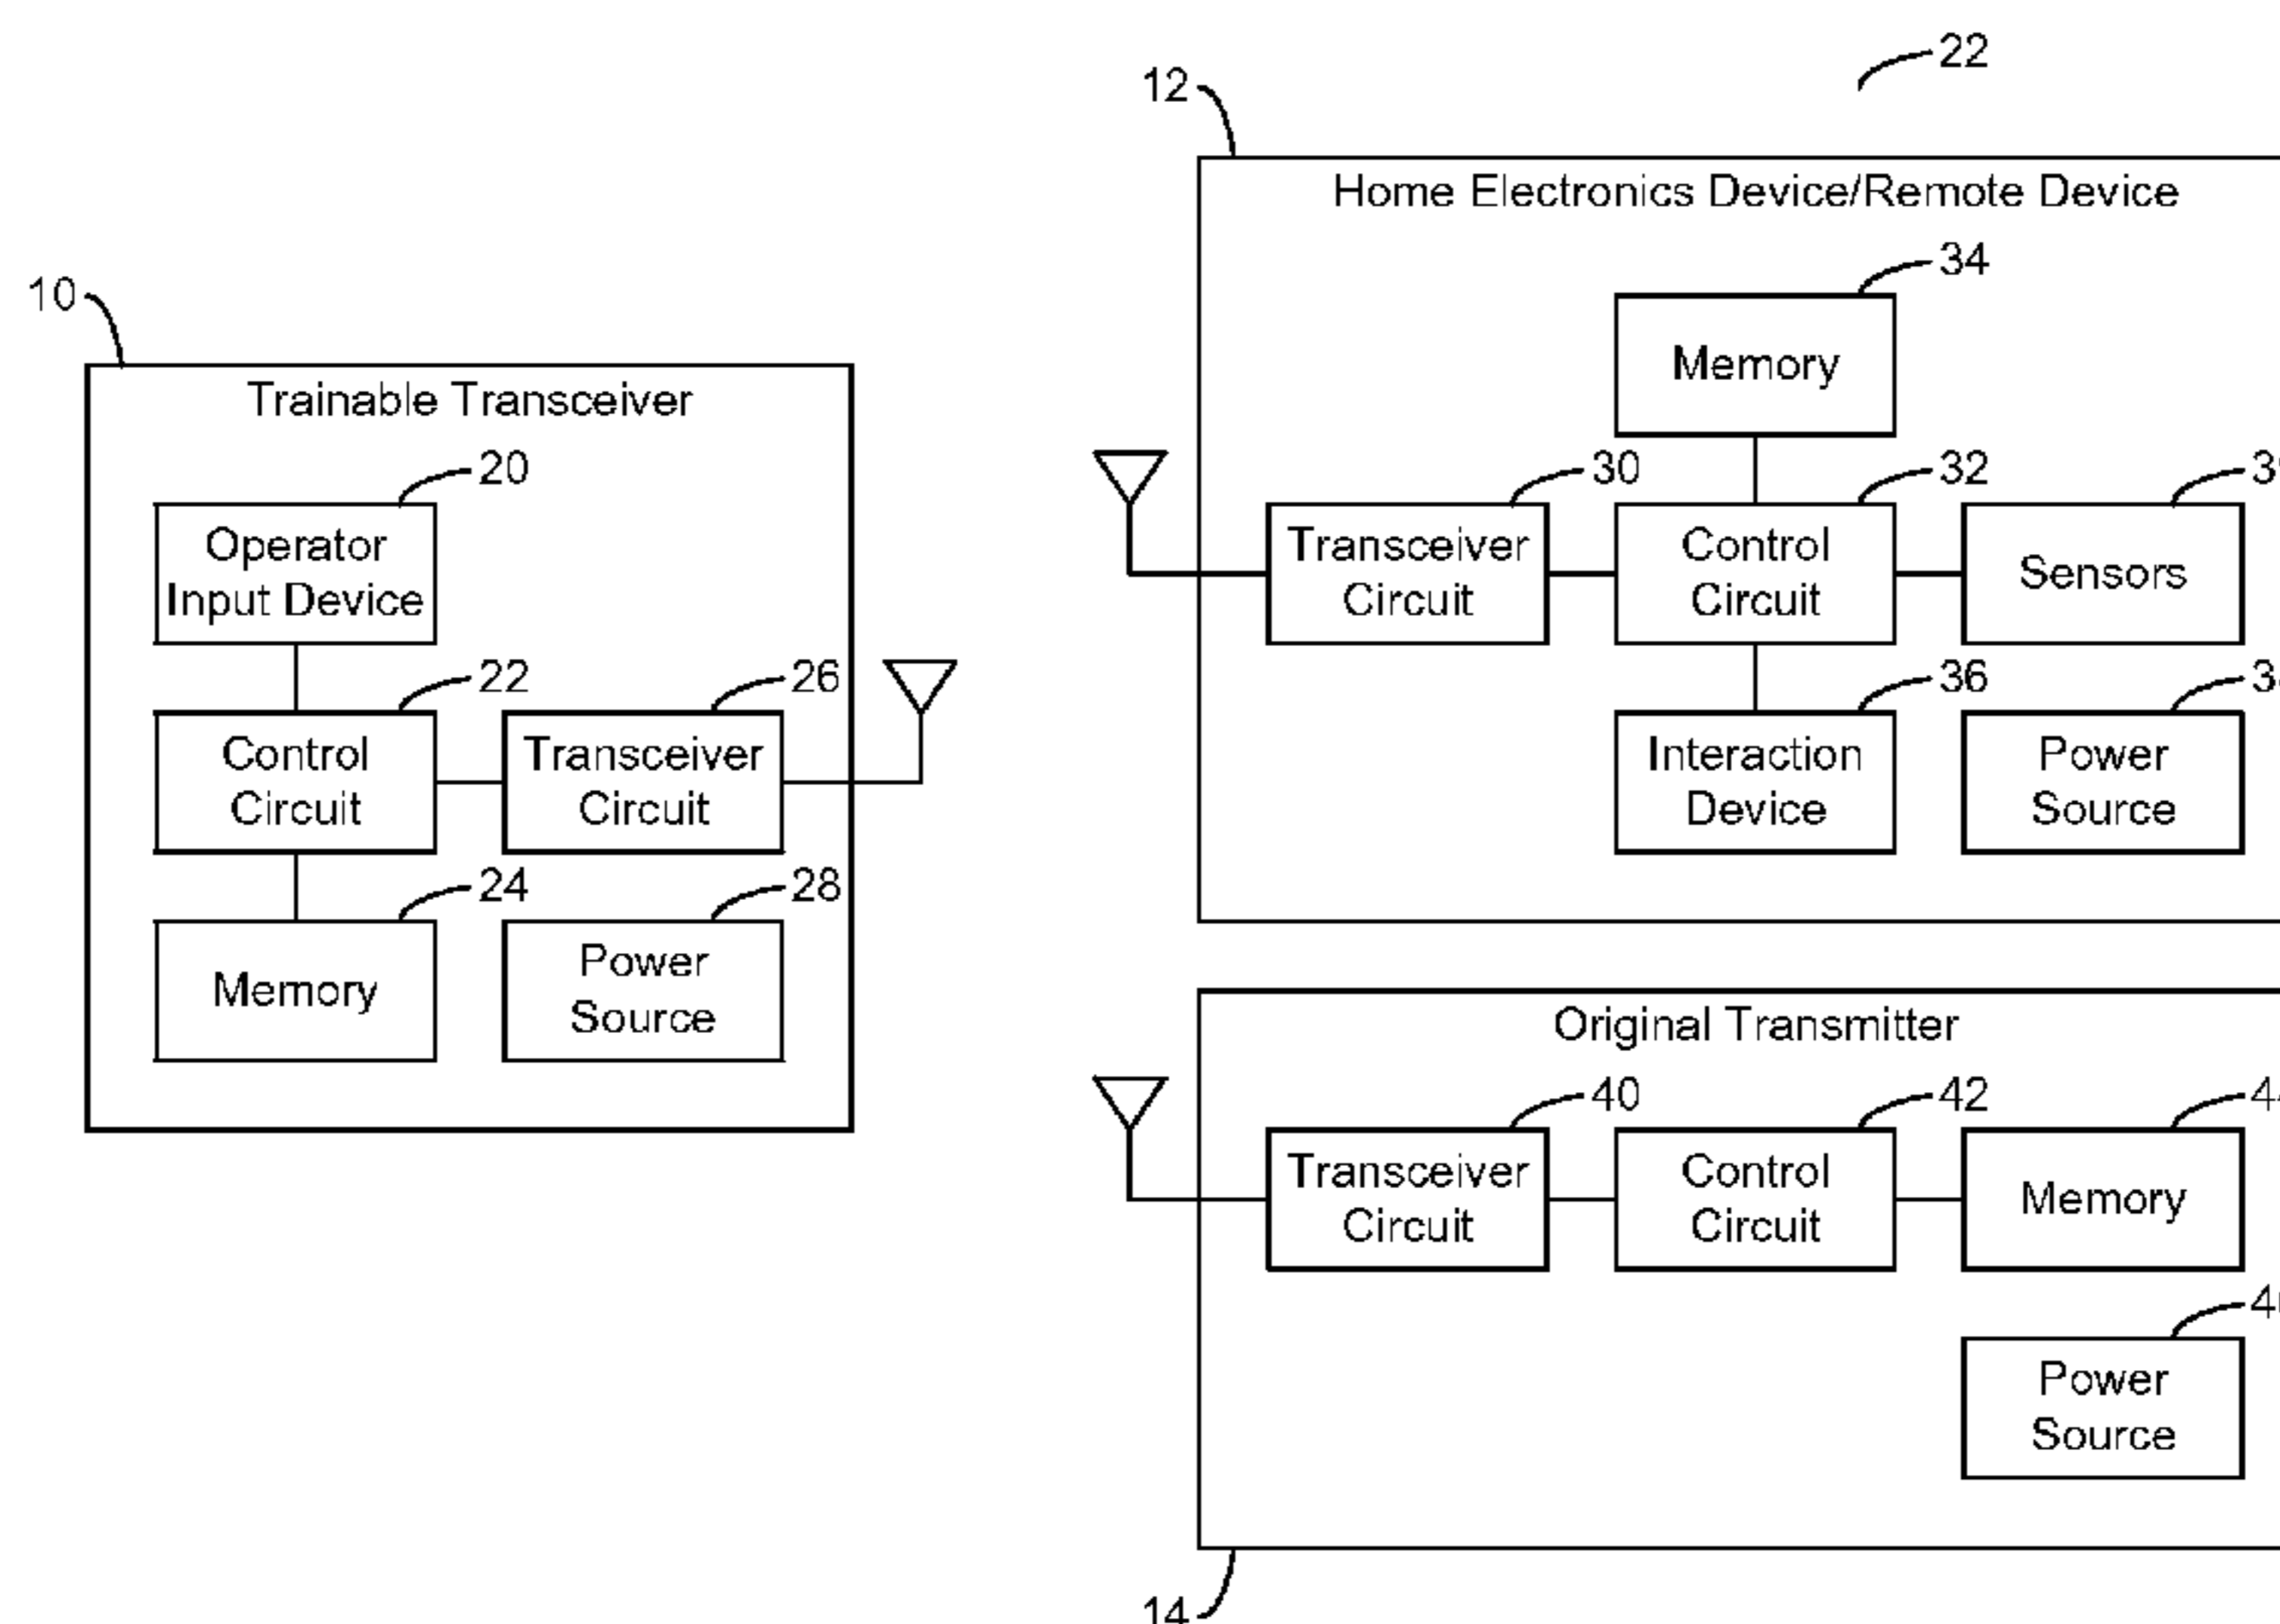 22
12
Home Electronics Device/Remote Device
34
Memory
10
Trainable Transceiver
20
Operator
Input Device
22
Control
Circuit
26
Transceiver
Circuit
24
Memory
28
Power
Source
30
Transceiver
Circuit
32
Control
Circuit
39
Sensors
36
Interaction
Device
Power
Source
Original Transmitter
40
Transceiver
Circuit
42
Control
Circuit
Memory
Power
Source
14